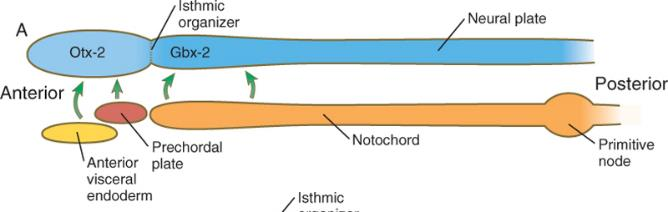 A
Isthmic
organizer
Neural plate
Otx-2
Gbx-2
Anterior
Posterior
Prechordal
plate
Notochord
Primitive
node
Anterior
visceral
endoderm
Isthmic